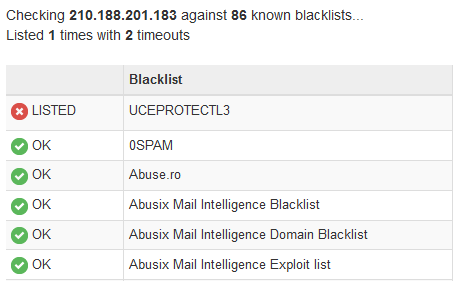 Checking 210.188.201.183 against 86 known blacklists...
Listed 1 times with 2 timeouts
Blacklist
LISTED UCEPROTECTL3
OK 0SPAM
OK Abuse.ro
OK Abusix Mail Intelligence Blacklist
OK Abusix Mail Intelligence Domain Blacklist
OK Abusix Mail Intelligence Exploit list